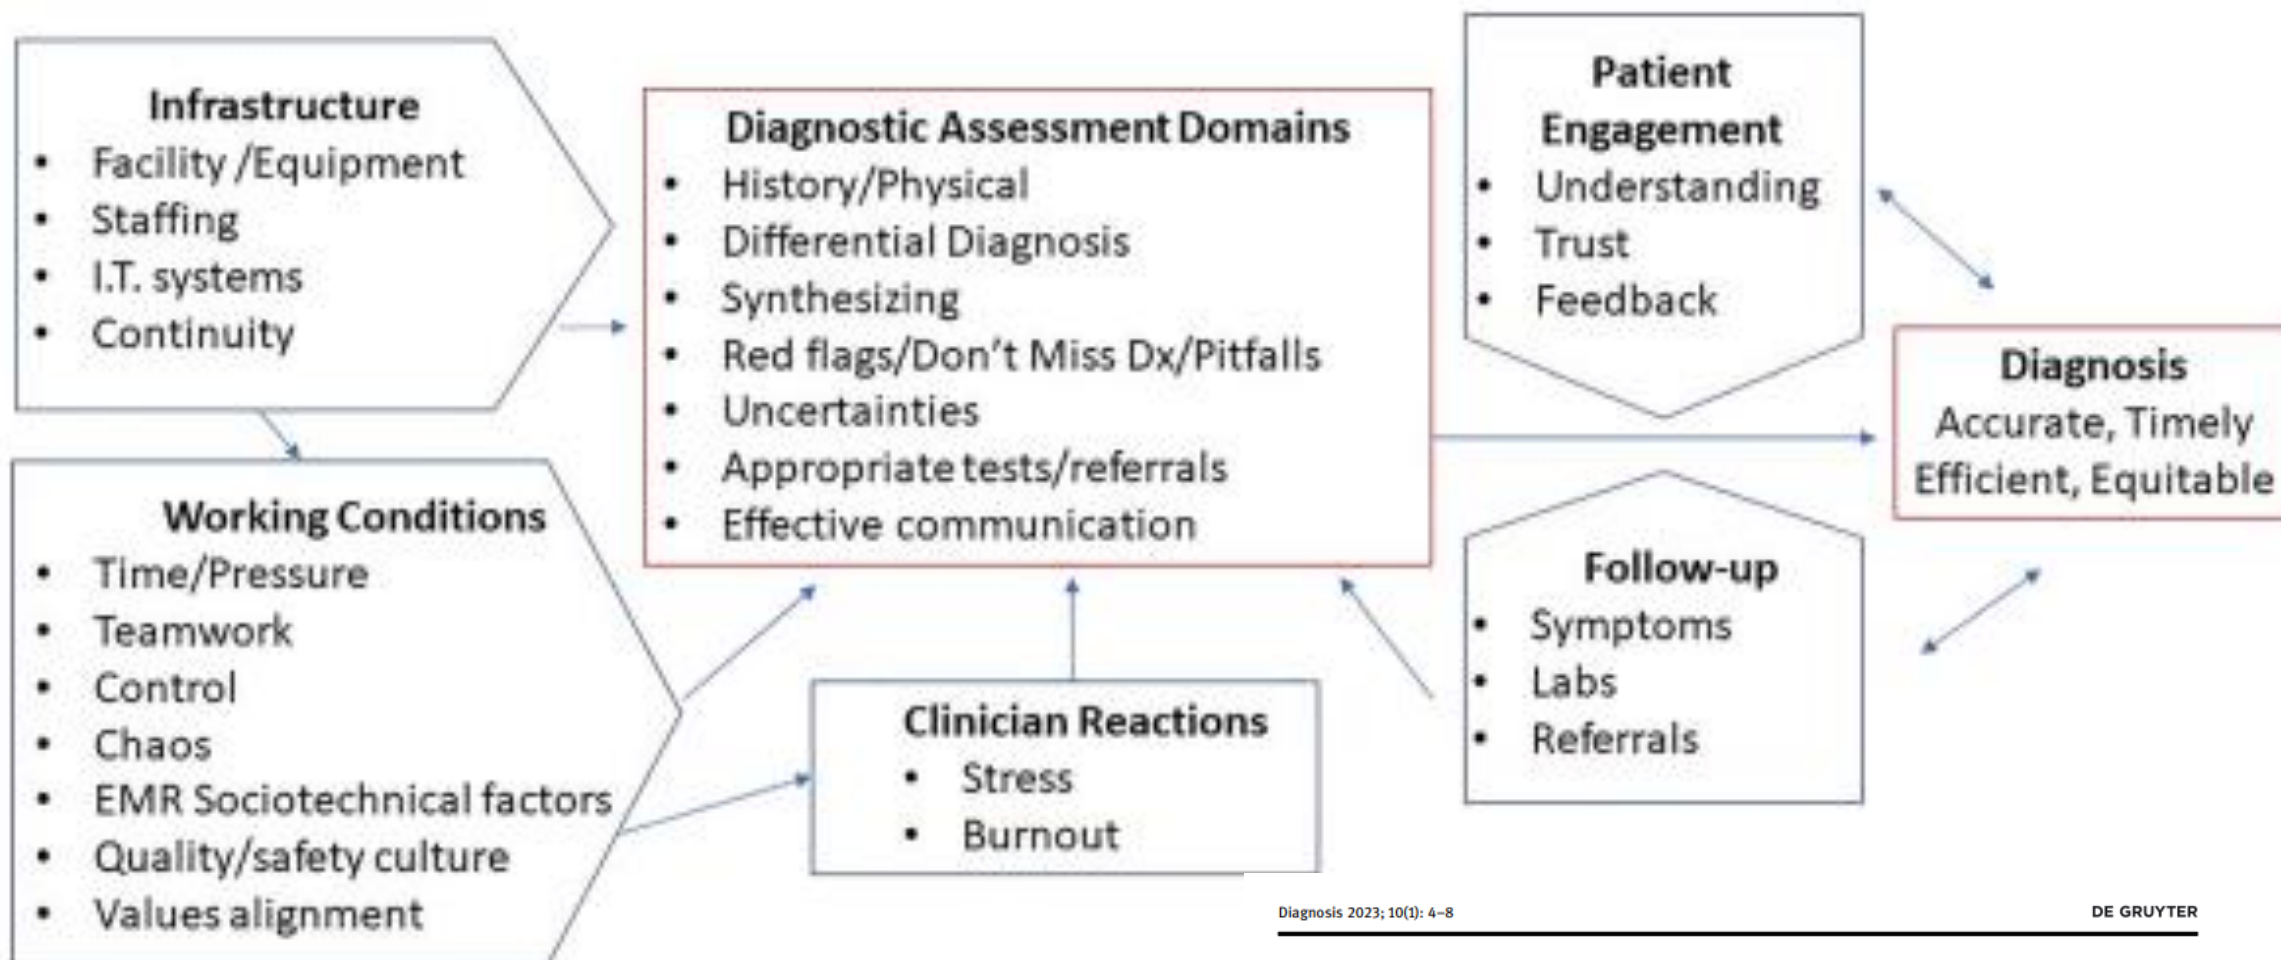 Infrastructure
• Facility /Equipment
• Staffing
• I.T. systems
• Continuity
Working Conditions
• Time/Pressure
• Teamwork
• Control
• Chaos
• EMR Sociotechnical factors
• Quality/safety culture
• Values alignment
Diagnostic Assessment Domains
• History/Physical
• Differential Diagnosis
• Synthesizing
• Red flags/Don't Miss Dx/Pitfalls
• Uncertainties
• Appropriate tests/referrals
• Effective communication
Clinician Reactions
• Stress
• Burnout
Patient
Engagement
• Understanding
• Trust
• Feedback
Follow-up
• Symptoms
• Labs
• Referrals
Diagnosis
Accurate, Timely
Efficient, Equitable
Diagnosis 2023; 10(1): 4–8
DE GRUYTER